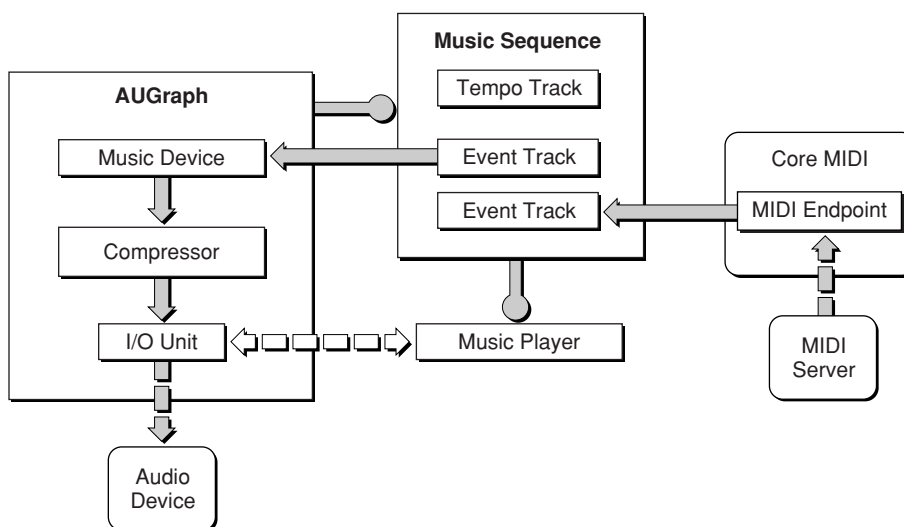 Music Sequence
Tempo Track
Event Track
Event Track
AUGraph
Music Device
Compressor
I/O Unit
Music Player
Core MIDI
MIDI Endpoint
MIDI
Server
Audio
Device